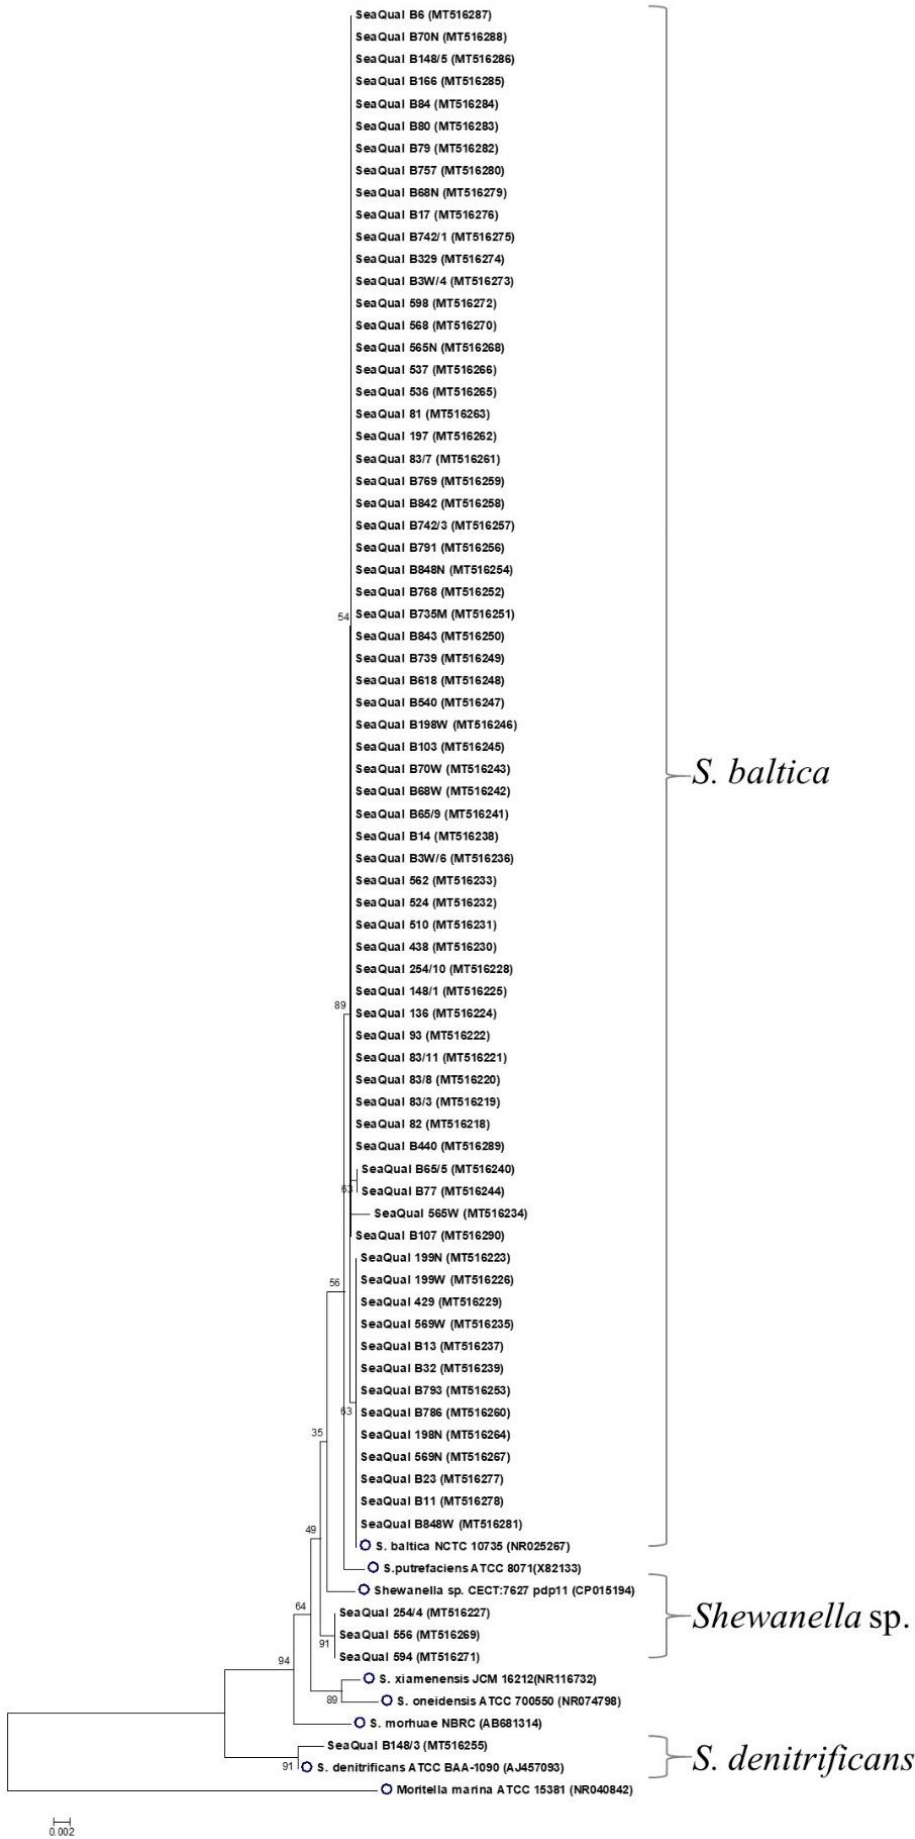 SeaQual B6 (MT516287)
SeaQual B70N (MT516288)
SeaQual B148/5 (MT516286)
SeaQual B166 (MT516285)
SeaQual B84 (MT516284)
SeaQual B80 (MT516283)
SeaQual B79 (MT516282)
SeaQual B757 (MT516280)
SeaQual B68N (MT516279)
SeaQual B17 (MT516276)
SeaQual B742/1 (MT516275)
SeaQual B329 (MT516274)
SeaQual B3W/4 (MT516273)
SeaQual 598 (MT516272)
SeaQual 568 (MT516270)
SeaQual 565N (MT516268)
SeaQual 537 (MT516266)
SeaQual 536 (MT516265)
SeaQual 81 (MT516263)
SeaQual 197 (MT516262)
SeaQual 83/7 (MT516261)
SeaQual B769 (MT516259)
SeaQual B842 (MT516258)
SeaQual B742/3 (MT516257)
SeaQual B791 (MT516256)
SeaQual B848N (MT516254)
SeaQual B768 (MT516252)
SeaQual B735M (MT516251)
54
SeaQual B843 (MT516250)
SeaQual B739 (MT516249)
SeaQual B618 (MT516248)
SeaQual B540 (MT516247)
SeaQual B198W (MT516246)
SeaQual B103 (MT516245)
SeaQual B70W (MT516243)
S. baltica
SeaQual B68W (MT516242)
SeaQual B65/9 (MT516241)
SeaQual B14 (MT516238)
SeaQual B3W/6 (MT516236)
SeaQual 562 (MT516233)
SeaQual 524 (MT516232)
SeaQual 510 (MT516231)
SeaQual 438 (MT516230)
SeaQual 254/10 (MT516228)
SeaQual 148/1 (MT516225)
89
SeaQual 136 (MT516224)
SeaQual 93 (MT516222)
SeaQual 83/11 (MT516221)
SeaQual 83/8 (MT516220)
SeaQual 83/3 (MT516219)
SeaQual 82 (MT516218)
SeaQual B440 (MT516289)
SeaQual B65/5 (MT516240)
63
SeaQual B77 (MT516244)
SeaQual 565W (MT516234)
SeaQual B107 (MT516290)
SeaQual 199N (MT516223)
SeaQual 199W (MT516226)
56
SeaQual 429 (MT516229)
SeaQual 569W (MT516235)
SeaQual B13 (MT516237)
SeaQual B32 (MT516239)
SeaQual B793 (MT516253)
63
SeaQual B786 (MT516260)
35
SeaQual 198N (MT516264)
SeaQual 569N (MT516267)
SeaQual B23 (MT516277)
SeaQual B11 (MT516278)
SeaQual B848W (MT516281)
49
S. baltica NCTC 10735 (NR025267)
S.putrefaciens ATCC 8071(X82133)
Shewanella sp. CECT:7627 pdp11 (CP015194)
64
SeaQual 254/4 (MT516227)
Shewanella sp.
SeaQual 556 (MT516269)
91
SeaQual 594 (MT516271)
94
S. xiamenensis JCM 16212(NR116732)
89
S. oneidensis ATCC 700550 (NR074798)
S. morhuae NBRC (AB681314)
SeaQual B148/3 (MT516255)
S. denitrificans
91
S. denitrificans ATCC BAA-1090 (AJ457093)
Moritella marina ATCC 15381 (NR040842)
0.002